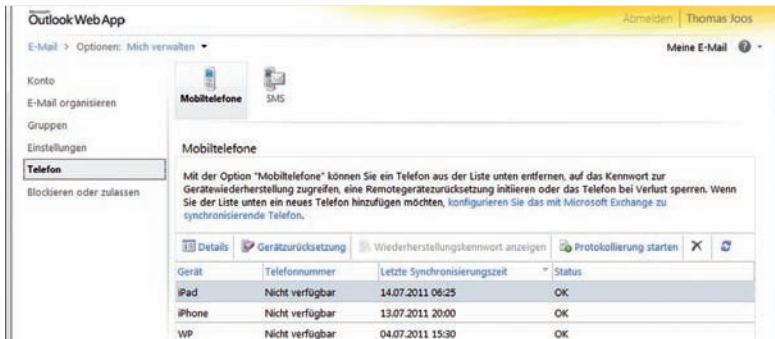 Microsoft
Outlook Web App
Abmelden | Thomas Joos
E-Mail > Optionen: Mich verwalten
Meine E-Mail
Konto
E-Mail organisieren
Gruppen
Einstellungen
Telefon
Blockieren oder zulassen
Mobiltelefone
SMS
Mobiltelefone
Mit der Option "Mobiltelefone" können Sie ein Telefon aus der Liste unten entfernen, auf das Kennwort zur
Gerätewiederherstellung zugreifen, eine Remotegerätezurücksetzung initiieren oder das Telefon bei Verlust sperren. Wenn
Sie der Liste unten ein neues Telefon hinzufügen möchten, konfigurieren Sie das mit Microsoft Exchange zu
synchronisierende Telefon.
Details Gerätzurücksetzung Wiederherstellungskennwort anzeigen Protokollierung starten
Gerät Telefonnummer Letzte Synchronisierungszeit Status
iPad Nicht verfügbar 14.07.2011 06:25 OK
iPhone Nicht verfügbar 13.07.2011 20:00 OK
WP Nicht verfügbar 04.07.2011 15:30 OK